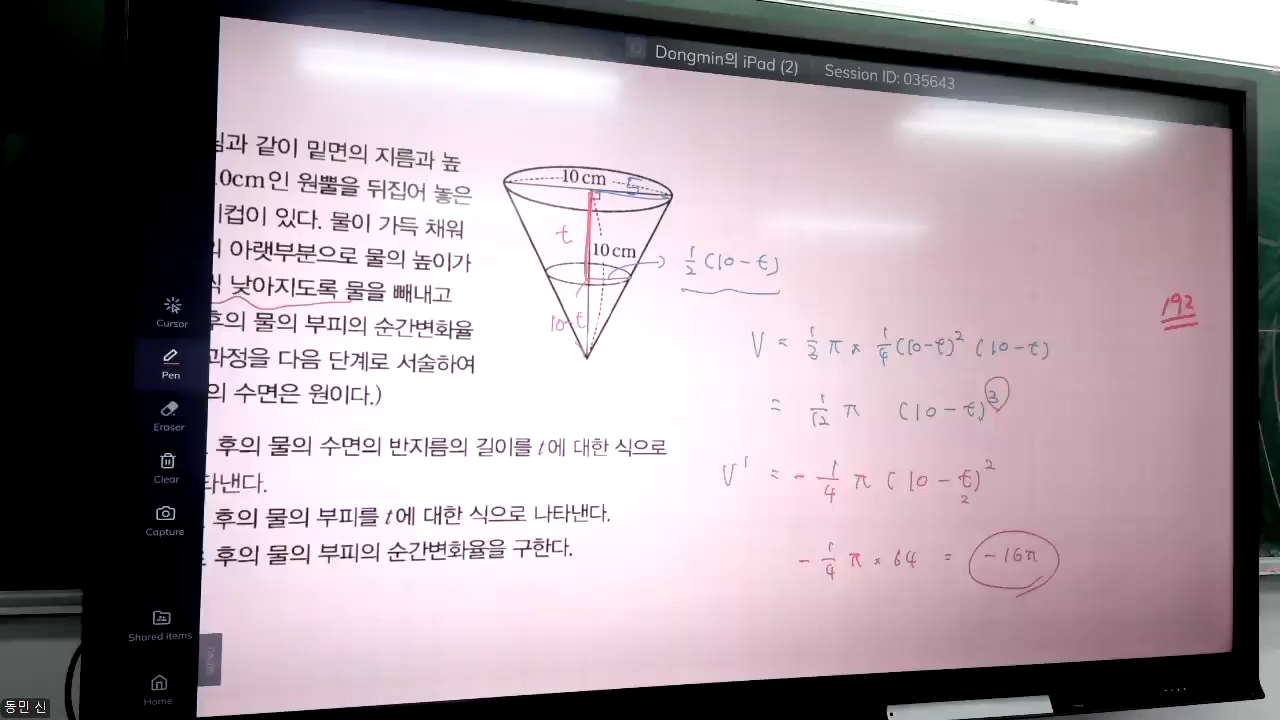 Dongmin의 iPad (2) Session ID: 035643
과 같이 밑면의 지름과 높
10cm인 원뿔을 뒤집어 놓은
컵이 있다. 물이 가득 채워
아랫부분으로 물의 높이가
낮아지도록 물을 빼내고
후의 물의 부피의 순간변화율
과정을 다음 단계로 서술하여
의 수면은 원이다.)
10 cm
5
t
10 cm
10-t
1/2 (10-t)
192
V = 1/3 π × 1/4 (10-t)² (10-t)
= 1/12 π (10-t)³
V' = - 1/4 π (10-t)²
2
- 1/4 π × 64 = -16π
후의 물의 수면의 반지름의 길이를 t에 대한 식으로
타낸다.
후의 물의 부피를 t에 대한 식으로 나타낸다.
후의 물의 부피의 순간변화율을 구한다.
Cursor
Pen
Eraser
Clear
Capture
Shared items
Home
동민 신